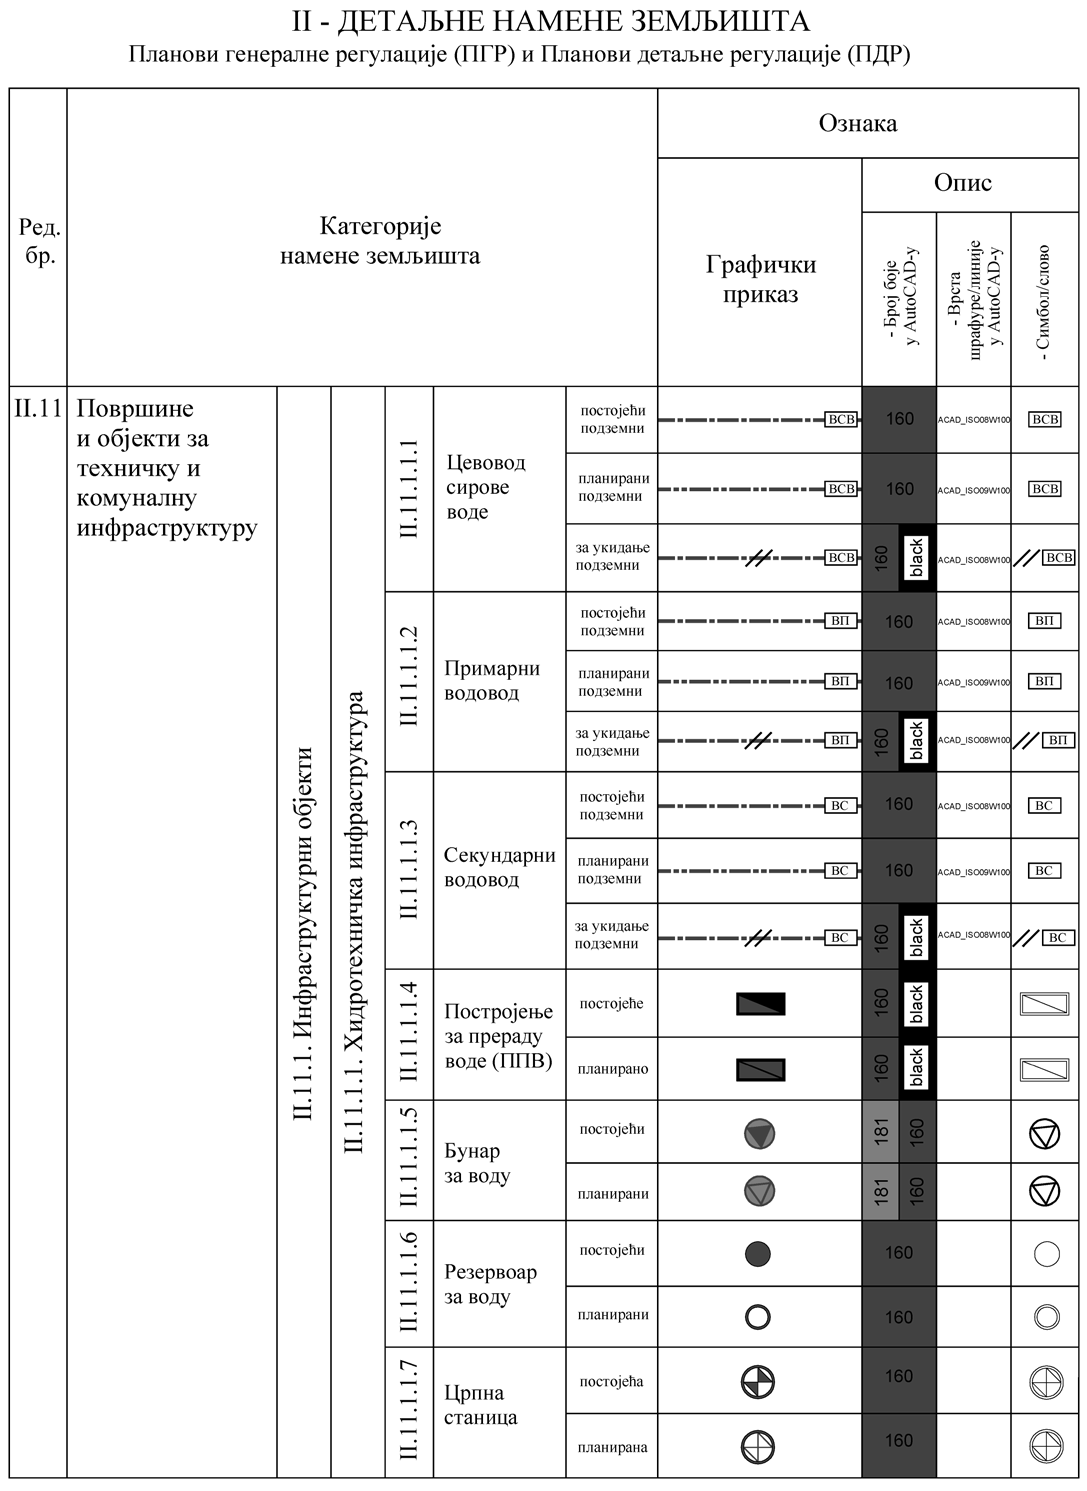 II - ДЕТАЉНЕ НАМЕНЕ ЗЕМЉИШТА
Планови генералне регулације (ПГР) и Планови детаљне регулације (ПДР)
Ред.
бр.
Категорије
намене земљишта
Ознака
Графички
приказ
Опис
- Број боје
у AutoCAD-у
- Врста
шрафуре/линије
у AutoCAD-у
- Симбол/слово
II.11
Површине
и објекти за
техничку и
комуналну
инфраструктуру
II.11.1. Инфраструктурни објекти
II.11.1.1. Хидротехничка инфраструктура
II.11.1.1.1
Цевовод
сирове
воде
постојећи
подземни
ВСВ
160
ACAD_ISO08W100
ВСВ
планирани
подземни
ВСВ
160
ACAD_ISO09W100
ВСВ
за укидање
подземни
ВСВ
160
black
ACAD_ISO08W100
ВСВ
II.11.1.1.2
Примарни
водовод
постојећи
подземни
ВП
160
ACAD_ISO08W100
ВП
планирани
подземни
ВП
160
ACAD_ISO09W100
ВП
за укидање
подземни
ВП
160
black
ACAD_ISO08W100
ВП
II.11.1.1.3
Секундарни
водовод
постојећи
подземни
ВС
160
ACAD_ISO08W100
ВС
планирани
подземни
ВС
160
ACAD_ISO09W100
ВС
за укидање
подземни
ВС
160
black
ACAD_ISO08W100
ВС
II.11.1.1.4
Постројење
за прераду
воде (ППВ)
постојеће
160
black
планирано
160
black
II.11.1.1.5
Бунар
за воду
постојећи
181
160
планирани
181
160
II.11.1.1.6
Резервоар
за воду
постојећи
160
планирани
160
II.11.1.1.7
Црпна
станица
постојећа
160
планирана
160